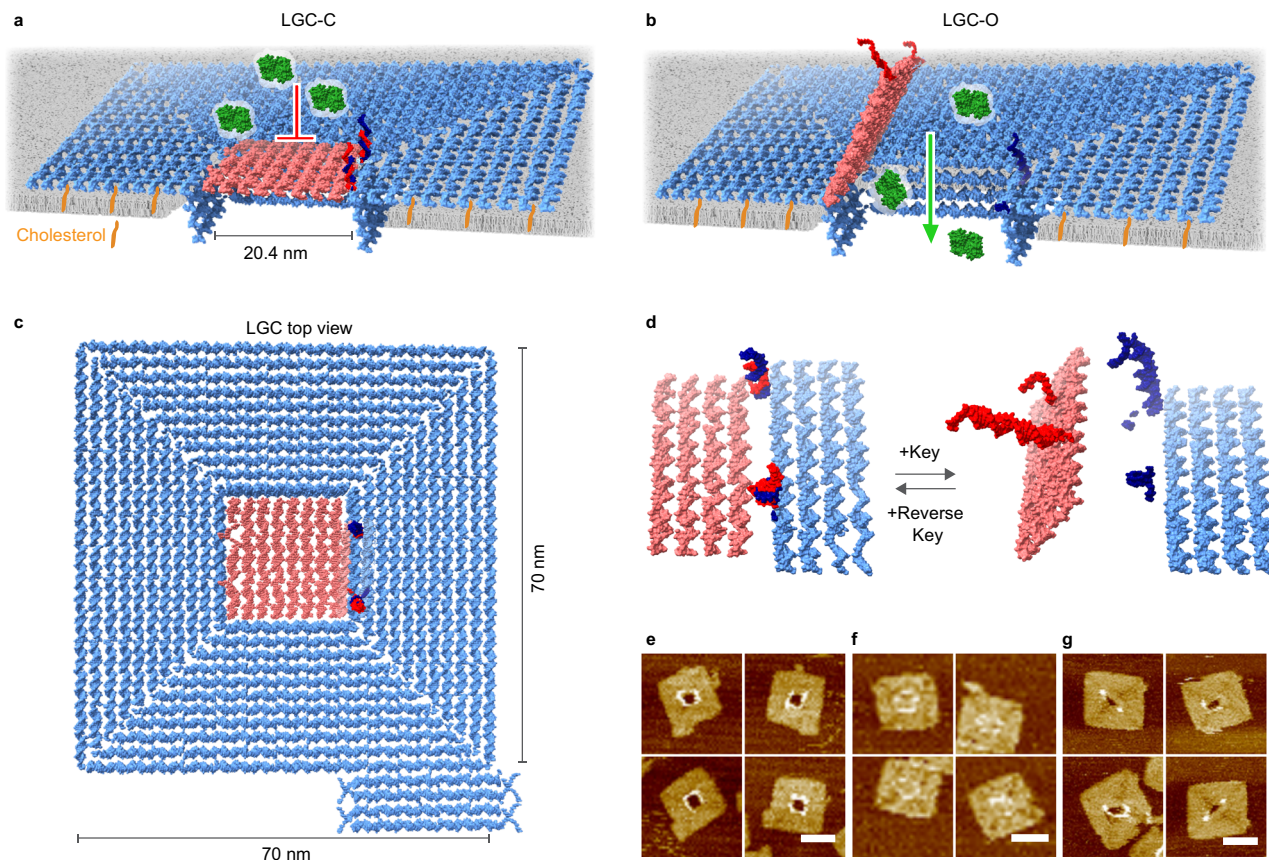 a
LGC-C
Cholesterol
20.4 nm
b
LGC-O
c
LGC top view
70 nm
70 nm
d
+Key
+Reverse
Key
e
f
g